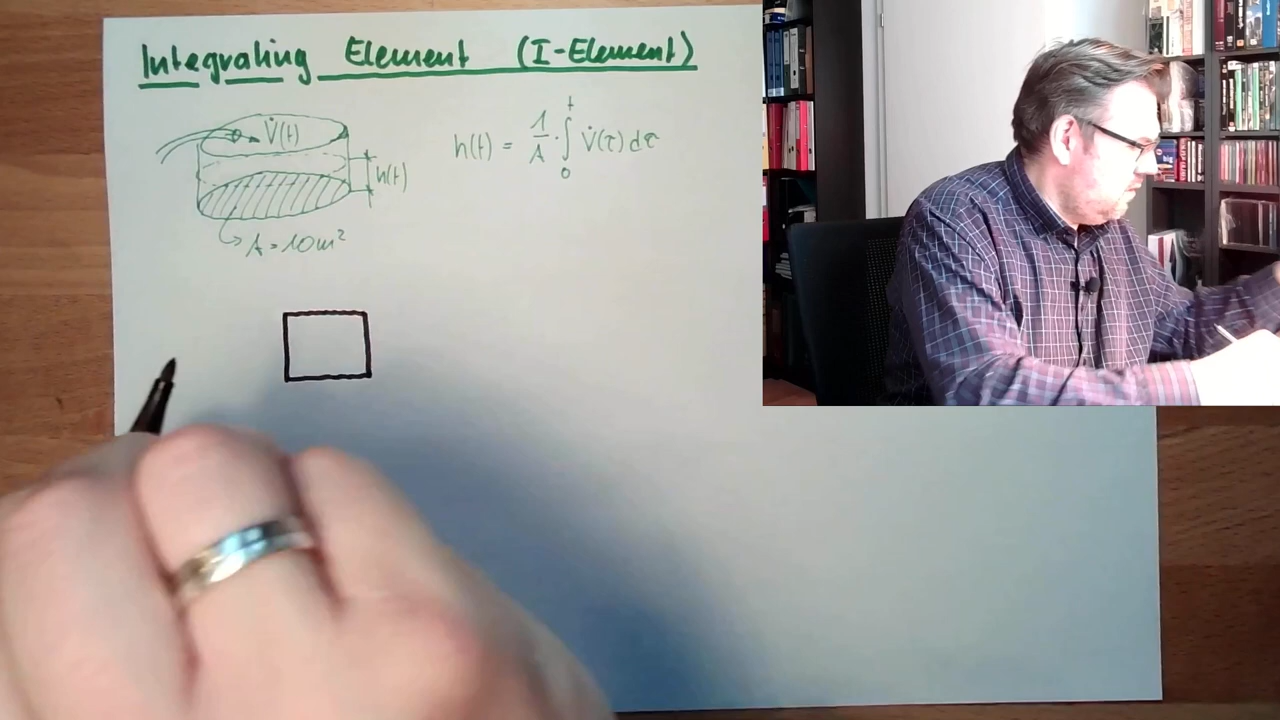 Integrating Element (I-Element)
V̇(t)
h(t) = 1/A · ∫₀ᵗ V̇(τ) dτ
h(t)
A = 10m²